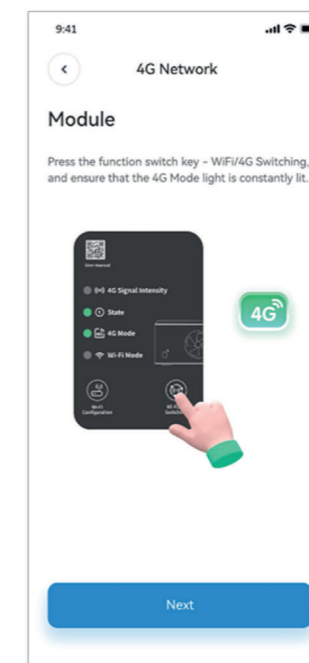 9:41
4G Network
Module
Press the function switch key - WiFi/4G Switching,
and ensure that the 4G Mode light is constantly lit.
4G Signal Intensity
State
4G
4G Mode
Wi-Fi Mode
Wi-Fi
Configuration
Next